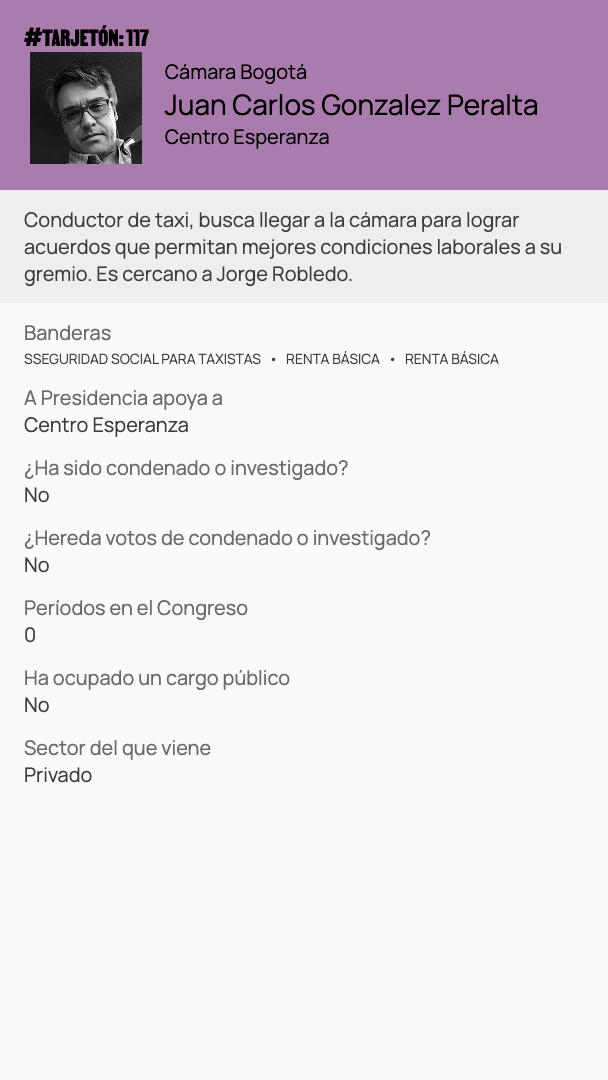 #TARJETÓN: 117
Cámara Bogotá
Juan Carlos Gonzalez Peralta
Centro Esperanza
Conductor de taxi, busca llegar a la cámara para lograr
acuerdos que permitan mejores condiciones laborales a su
gremio. Es cercano a Jorge Robledo.
Banderas
SSEGURIDAD SOCIAL PARA TAXISTAS • RENTA BÁSICA • RENTA BÁSICA
A Presidencia apoya a
Centro Esperanza
¿Ha sido condenado o investigado?
No
¿Hereda votos de condenado o investigado?
No
Períodos en el Congreso
0
Ha ocupado un cargo público
No
Sector del que viene
Privado